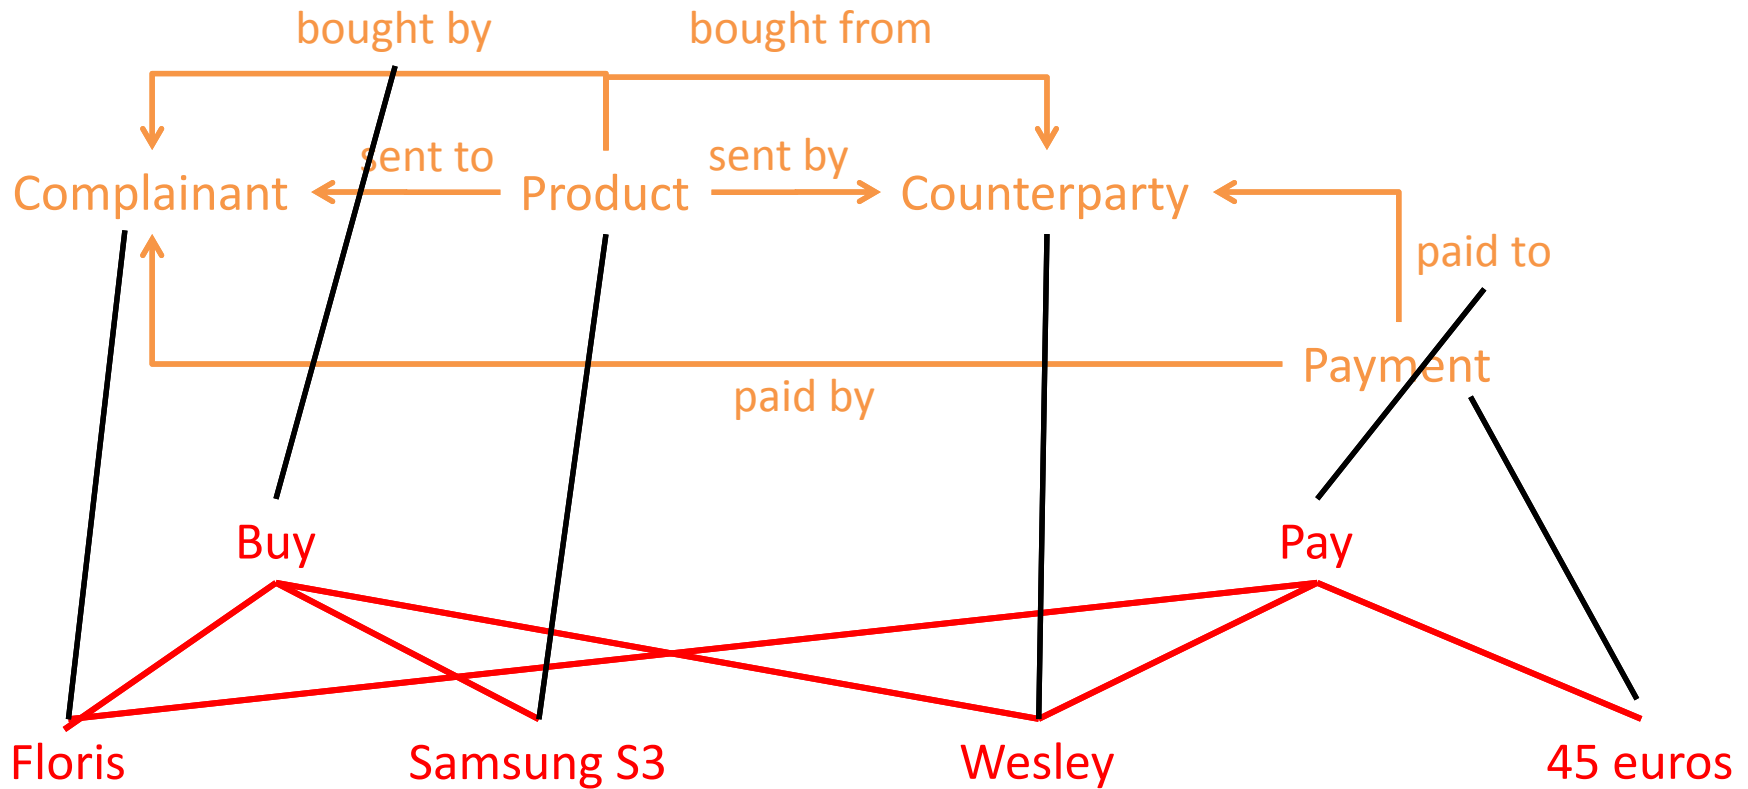 bought by
bought from
sent to
sent by
Complainant
Product
Counterparty
paid to
Payment
paid by
Buy
Pay
Floris
Samsung S3
Wesley
45 euros